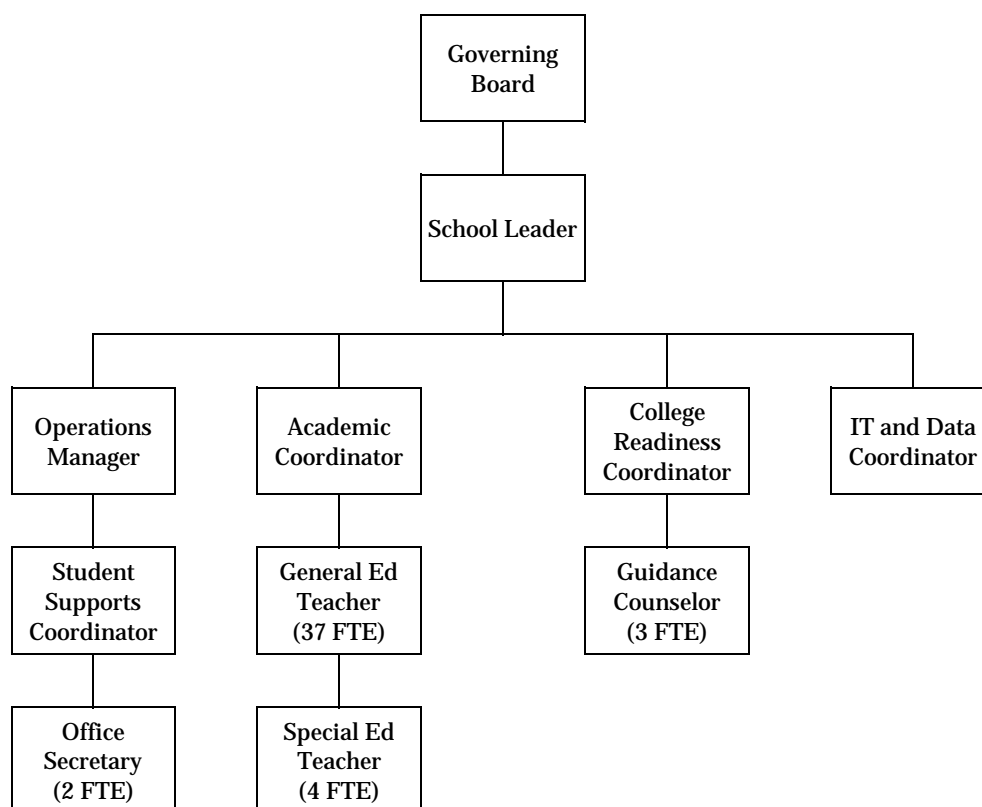 Governing
Board
School Leader
Operations
Manager
Academic
Coordinator
College
Readiness
Coordinator
IT and Data
Coordinator
Student
Supports
Coordinator
General Ed
Teacher
(37 FTE)
Guidance
Counselor
(3 FTE)
Office
Secretary
(2 FTE)
Special Ed
Teacher
(4 FTE)